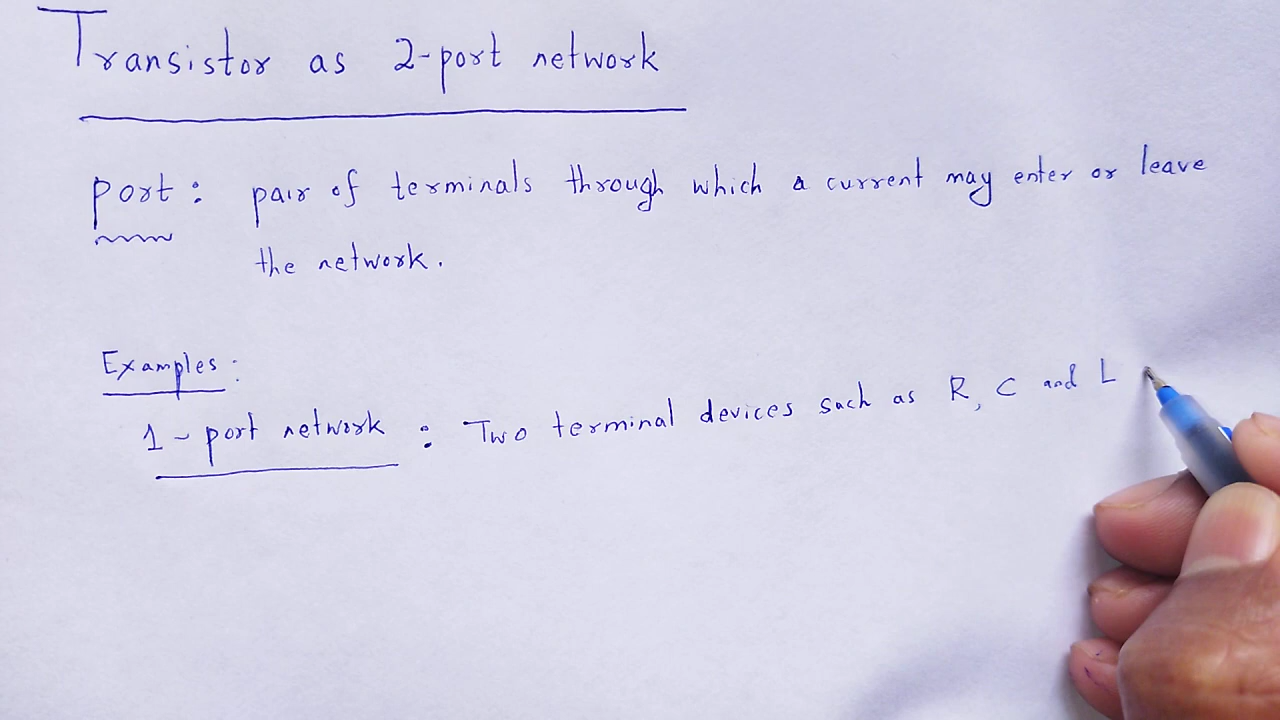 Transistor as 2-port network
port: pair of terminals through which a current may enter or leave
the network.
Examples:
1-port network : Two terminal devices such as R, C and L